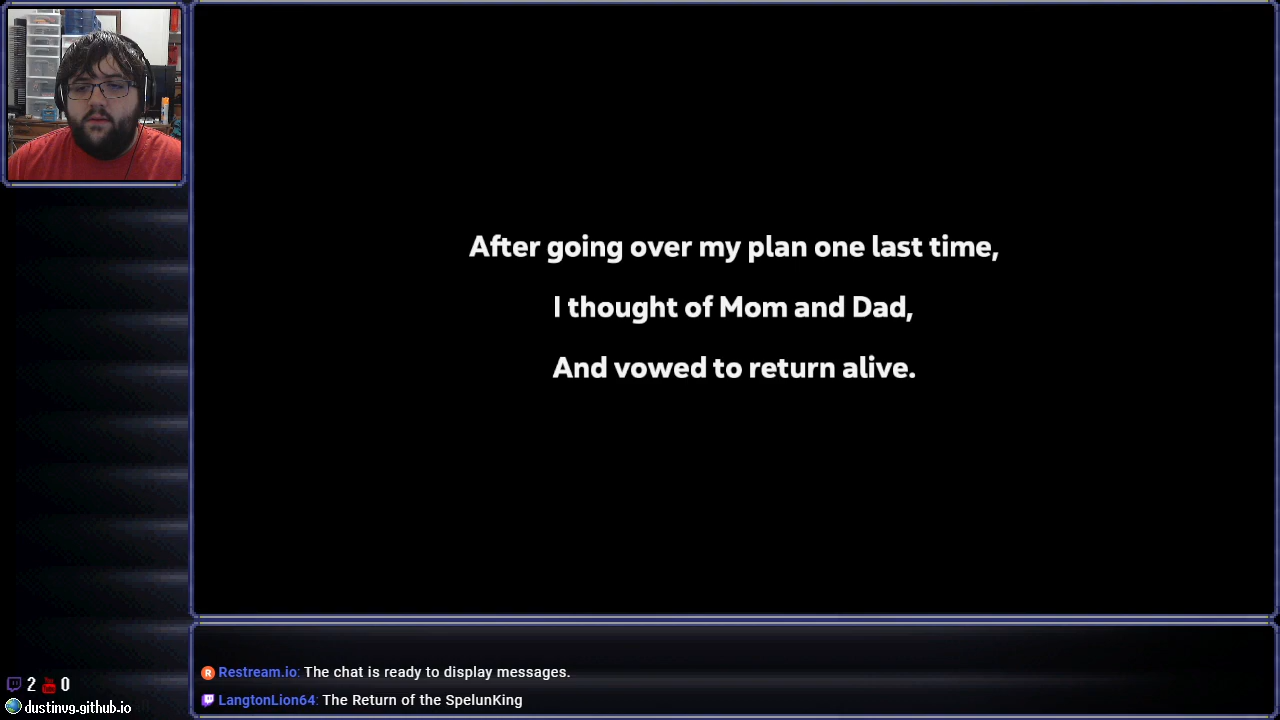 After going over my plan one last time,
I thought of Mom and Dad,
And vowed to return alive.
Restream.io: The chat is ready to display messages.
LangtonLion64: The Return of the SpelunKing
2 0
dustinvg.github.io